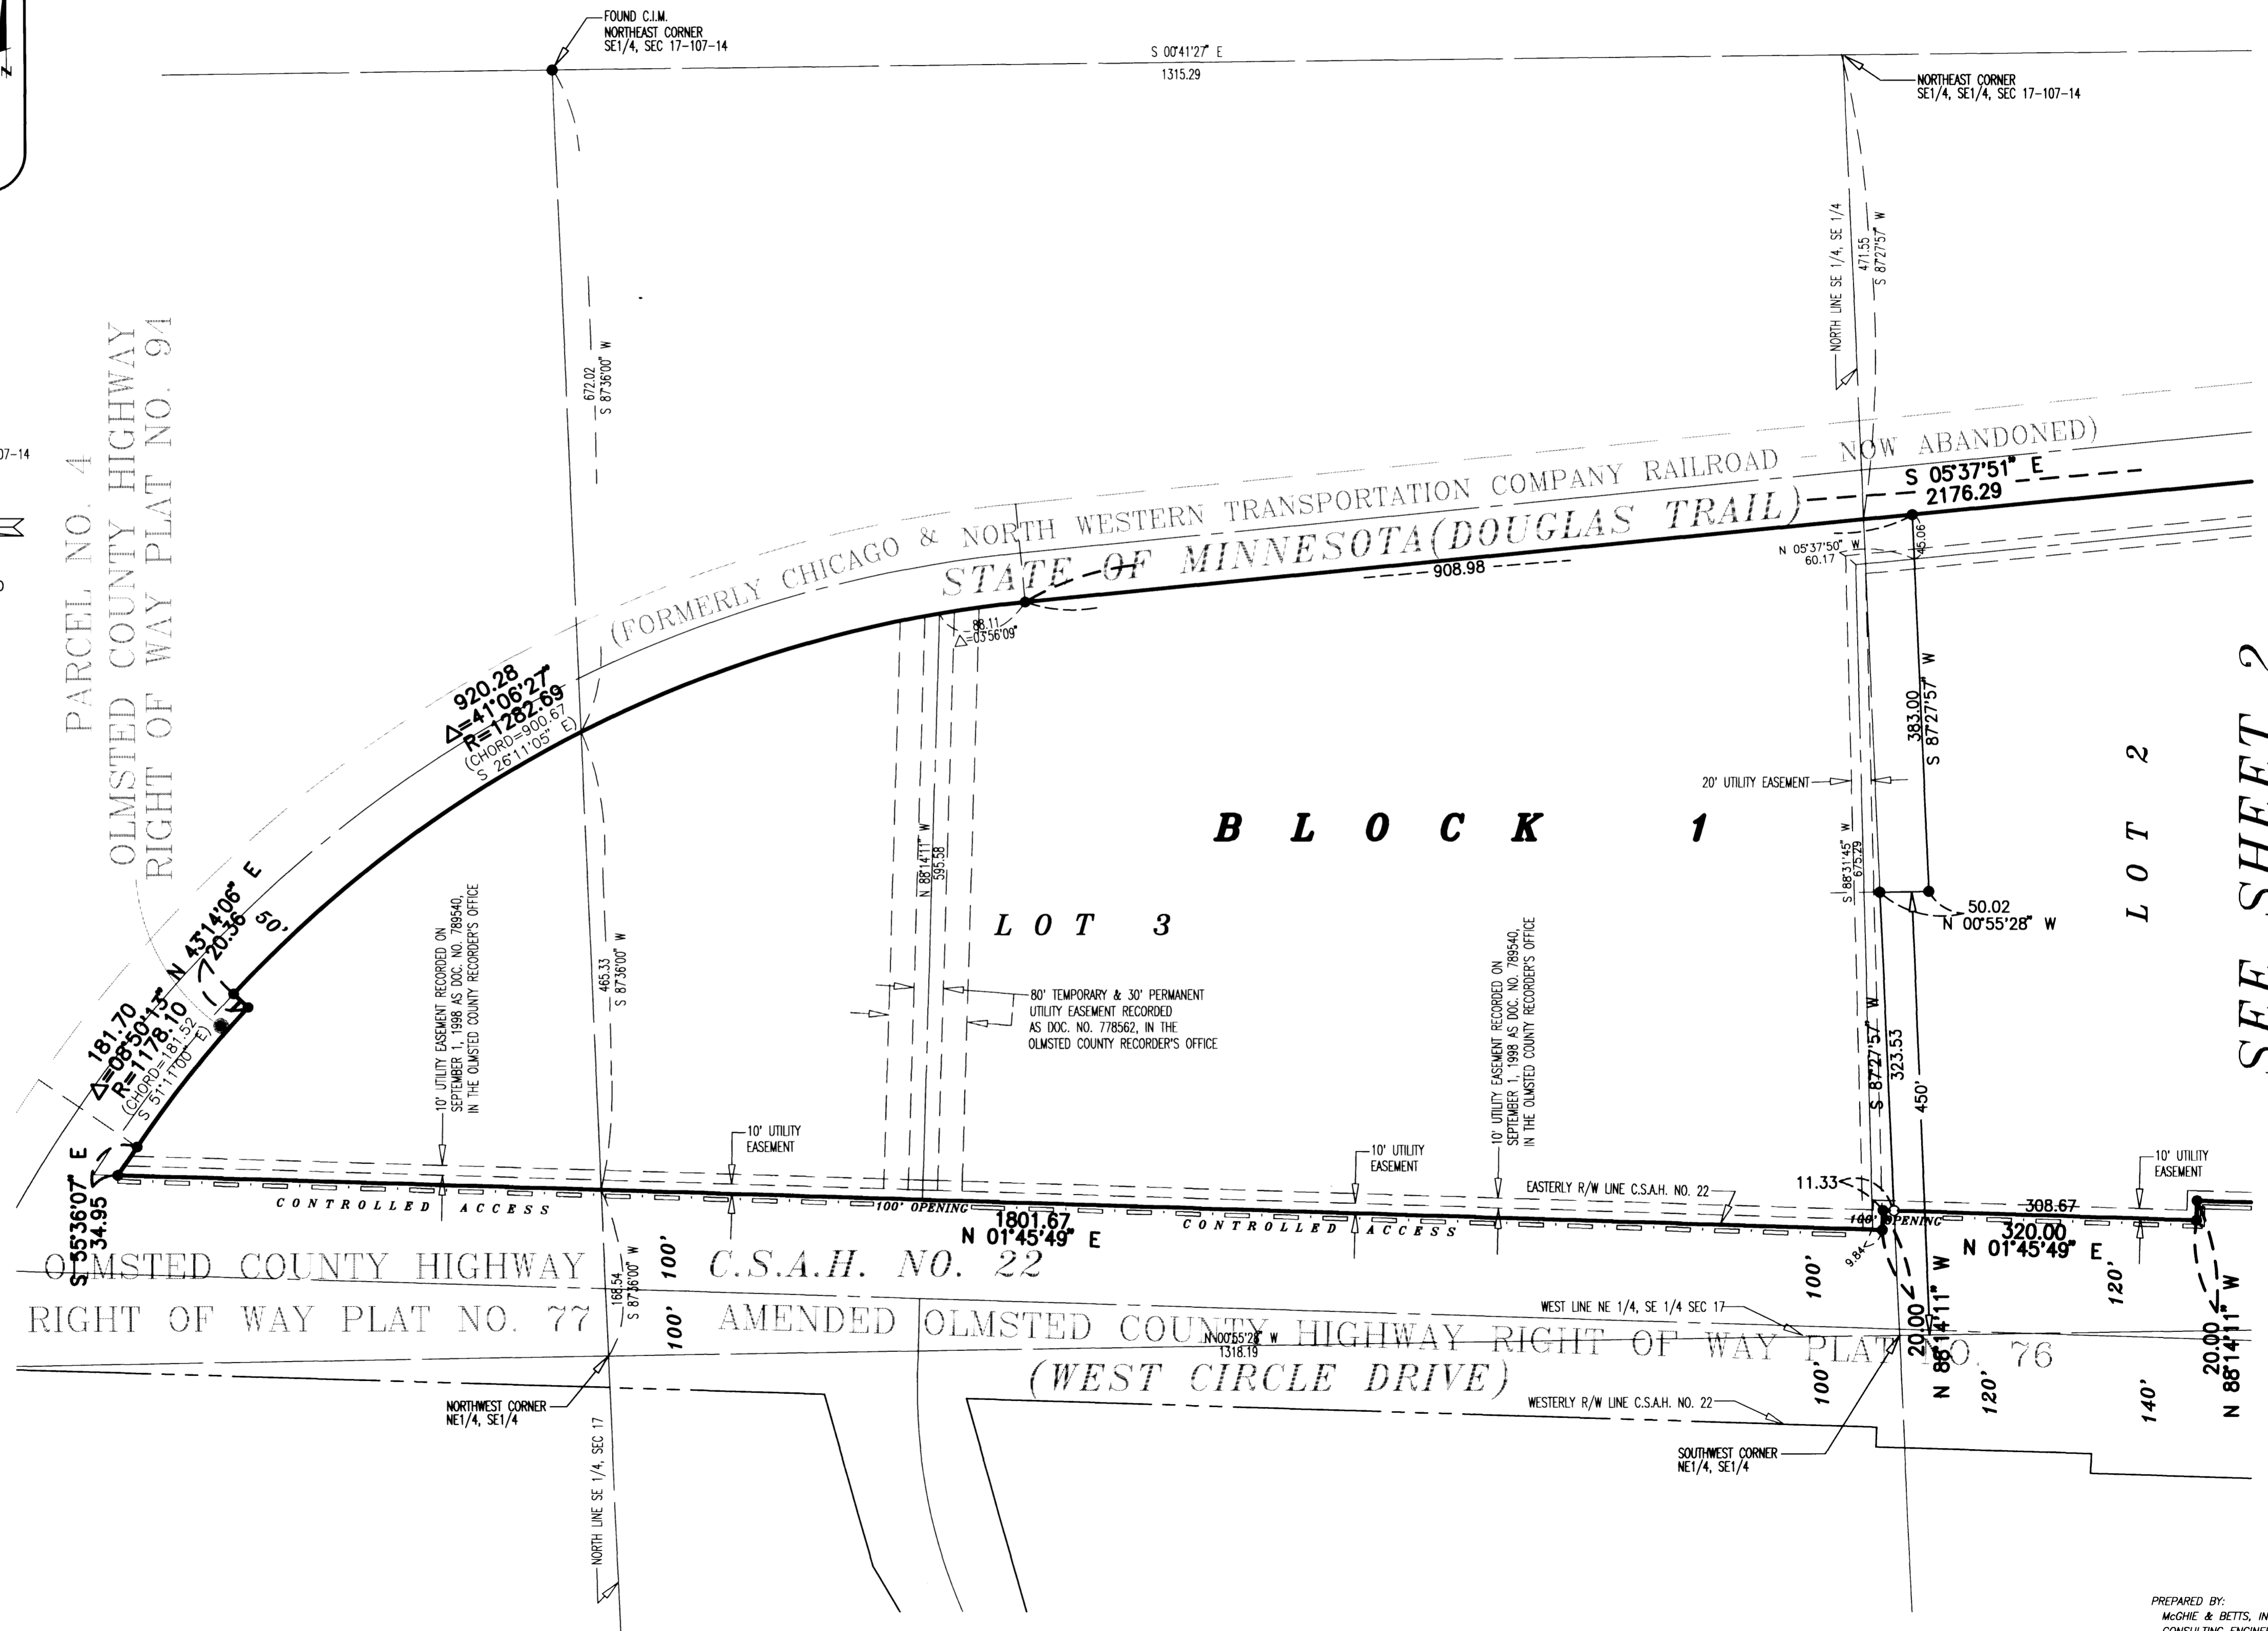 FOUND C.I.M.
NORTHEAST CORNER
SE1/4, SEC 17-107-14
S 00°41'27" E
1315.29
NORTHEAST CORNER
SE1/4, SE1/4, SEC 17-107-14
N
07-14
PARCEL NO. 4
OLMSTED COUNTY HIGHWAY
RIGHT OF WAY PLAT NO. 94
672.02
S 87°36'00" W
NORTH LINE SE 1/4, SE 1/4
471.55
S 87°27'57" W
(FORMERLY CHICAGO & NORTH WESTERN TRANSPORTATION COMPANY RAILROAD - NOW ABANDONED)
STATE OF MINNESOTA (DOUGLAS TRAIL)
S 05°37'51" E
2176.29
908.98
N 05°37'50" W
60.17
45.06
88.11
Δ=03°56'09"
920.28
Δ=41°06'27"
R=1282.69
(CHORD=900.67
S 26°11'05" E)
383.00
S 87°27'57" W
20' UTILITY EASEMENT
BLOCK 1
LOT 2
SEE SHEET 2
S 88°31'45" W
675.29
N 88°14'11" W
595.58
LOT 3
50.02
N 00°55'28" W
N 43°14'06" E
20.36
50'
181.70
Δ=08°50'13"
R=1178.10
(CHORD=181.52
S 51°11'00" E)
10' UTILITY EASEMENT RECORDED ON
SEPTEMBER 1, 1998 AS DOC. NO. 789540,
IN THE OLMSTED COUNTY RECORDER'S OFFICE
465.33
S 87°36'00" W
80' TEMPORARY & 30' PERMANENT
UTILITY EASEMENT RECORDED
AS DOC. NO. 778562, IN THE
OLMSTED COUNTY RECORDER'S OFFICE
10' UTILITY EASEMENT RECORDED ON
SEPTEMBER 1, 1998 AS DOC. NO. 789540,
IN THE OLMSTED COUNTY RECORDER'S OFFICE
S 87°27'57" W
323.53
450'
10' UTILITY
EASEMENT
10' UTILITY
EASEMENT
10' UTILITY
EASEMENT
S 55°36'07" E
34.95
CONTROLLED ACCESS
100' OPENING
1801.67
N 01°45'49" E
CONTROLLED ACCESS
EASTERLY R/W LINE C.S.A.H. NO. 22
11.33
100' OPENING
308.67
320.00
N 01°45'49" E
9.84
OLMSTED COUNTY HIGHWAY
C.S.A.H. NO. 22
RIGHT OF WAY PLAT NO. 77
168.54
S 87°36'00" W
100'
100'
AMENDED OLMSTED COUNTY HIGHWAY RIGHT OF WAY PLAT NO. 76
N 00°55'28" W
1318.19
(WEST CIRCLE DRIVE)
WEST LINE NE 1/4, SE 1/4 SEC 17
100'
100'
20.00
N 88°14'11" W
120'
120'
140'
20.00
N 88°14'11" W
NORTHWEST CORNER
NE1/4, SE1/4
NORTH LINE SE 1/4, SEC 17
WESTERLY R/W LINE C.S.A.H. NO. 22
SOUTHWEST CORNER
NE1/4, SE1/4
PREPARED BY:
McGHIE & BETTS, IN